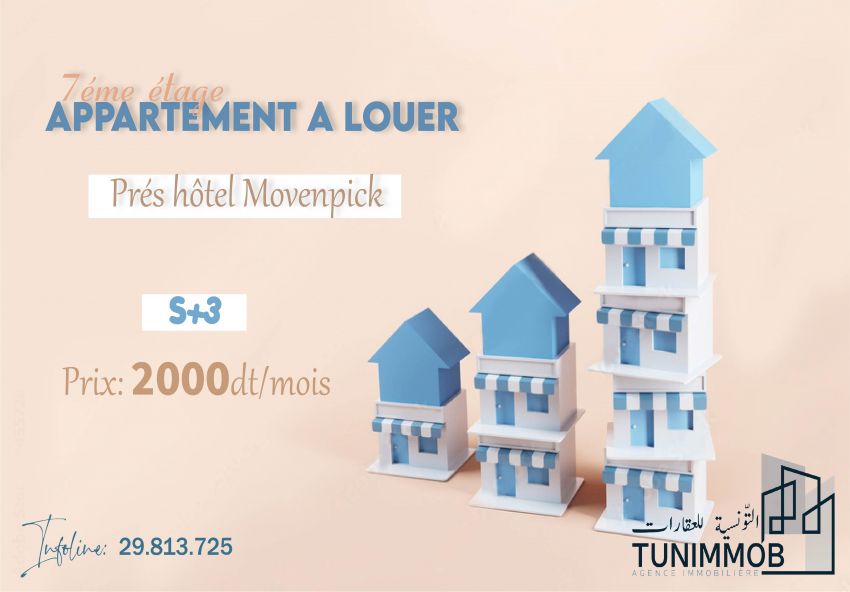 7éme étage
APPARTEMENT A LOUER
Prés hôtel Movenpick
S+3
Prix: 2000dt/mois
Infoline: 29.813.725
التونسية للعقارات
TUNIMMOB
AGENCE IMMOBILIÈRE